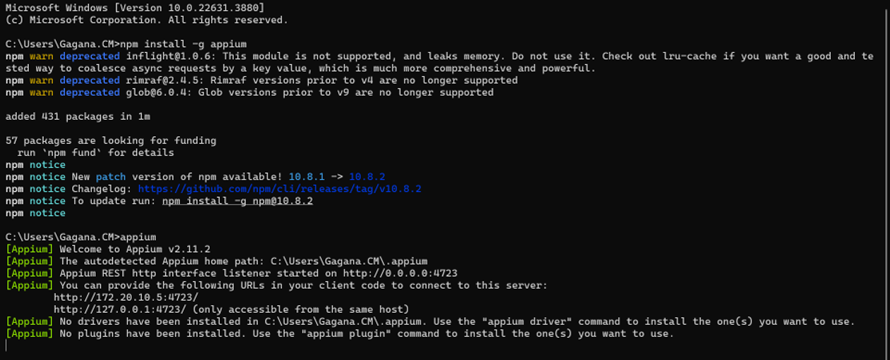 Microsoft Windows [Version 10.0.22631.3880]
(c) Microsoft Corporation. All rights reserved.
C:\Users\Gagana.CM>npm install -g appium
npm warn deprecated inflight@1.0.6: This module is not supported, and leaks memory. Do not use it. Check out lru-cache if you want a good and te
sted way to coalesce async requests by a key value, which is much more comprehensive and powerful.
npm warn deprecated rimraf@2.4.5: Rimraf versions prior to v4 are no longer supported
npm warn deprecated glob@6.0.4: Glob versions prior to v9 are no longer supported
added 431 packages in 1m
57 packages are looking for funding
  run `npm fund` for details
npm notice
npm notice New patch version of npm available! 10.8.1 -> 10.8.2
npm notice Changelog: https://github.com/npm/cli/releases/tag/v10.8.2
npm notice To update run: npm install -g npm@10.8.2
npm notice
C:\Users\Gagana.CM>appium
[Appium] Welcome to Appium v2.11.2
[Appium] The autodetected Appium home path: C:\Users\Gagana.CM\.appium
[Appium] Appium REST http interface listener started on http://0.0.0.0:4723
[Appium] You can provide the following URLs in your client code to connect to this server:
        http://172.20.10.5:4723/
        http://127.0.0.1:4723/ (only accessible from the same host)
[Appium] No drivers have been installed in C:\Users\Gagana.CM\.appium. Use the "appium driver" command to install the one(s) you want to use.
[Appium] No plugins have been installed. Use the "appium plugin" command to install the one(s) you want to use.